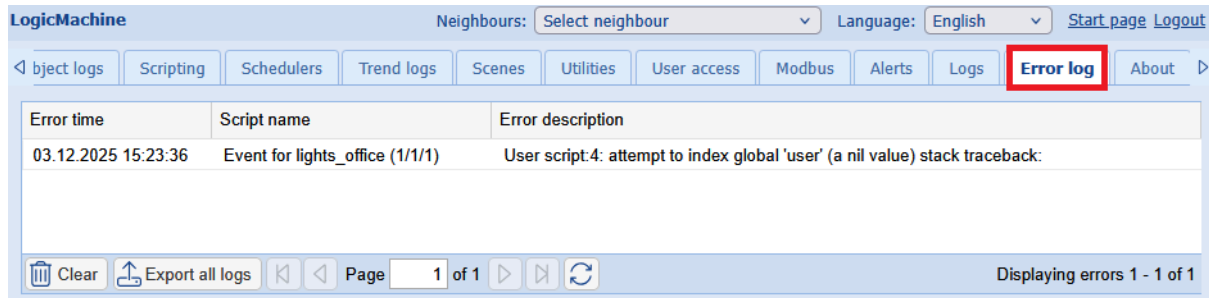 LogicMachine Neighbours: Select neighbour Language: English Start page Logout
bject logs Scripting Schedulers Trend logs Scenes Utilities User access Modbus Alerts Logs Error log About
Error time Script name Error description
03.12.2025 15:23:36 Event for lights_office (1/1/1) User script:4: attempt to index global 'user' (a nil value) stack traceback:
Clear Export all logs Page 1 of 1 Displaying errors 1 - 1 of 1